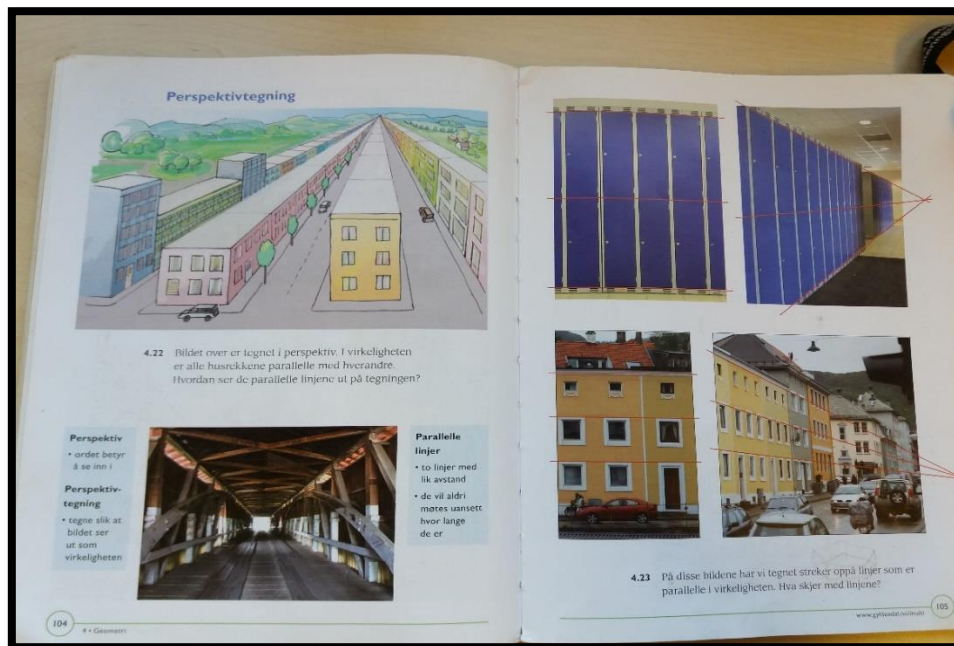 Perspektivtegning
4.22 Bildet over er tegnet i perspektiv. I virkeligheten
er alle husrekkene parallelle med hverandre.
Hvordan ser de parallelle linjene ut på tegningen?
Perspektiv
• ordet betyr
å se inn i
Perspektiv-
tegning
• tegne slik at
bildet ser
ut som
virkeligheten
Parallelle
linjer
• to linjer med
lik avstand
• de vil aldri
møtes uansett
hvor lange
de er
104
4 • Geometri
4.23 På disse bildene har vi tegnet streker oppå linjer som er
parallelle i virkeligheten. Hva skjer med linjene?
www.gyldendal.no/multi
105